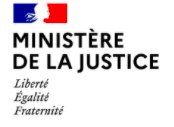 MINISTÈRE
DE LA JUSTICE
Liberté
Égalité
Fraternité